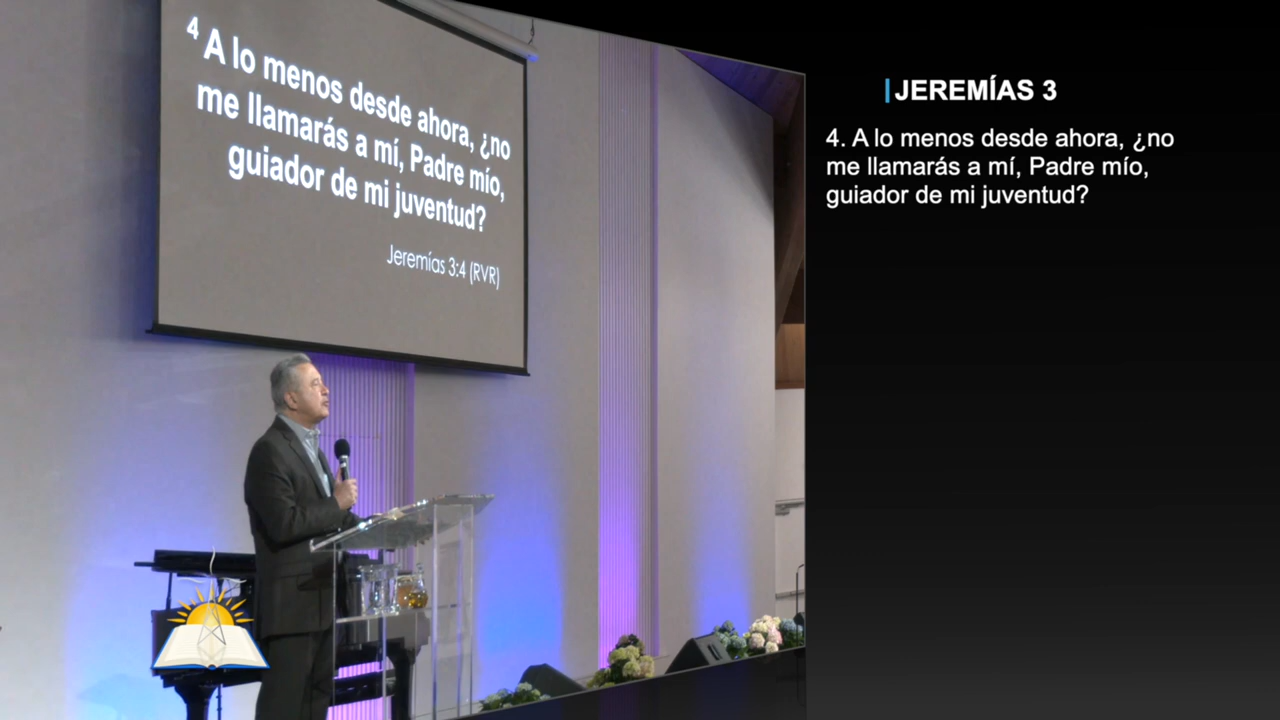 4 A lo menos desde ahora, ¿no
me llamarás a mí, Padre mío,
guiador de mi juventud?
Jeremías 3:4 (RVR)
JEREMÍAS 3
4. A lo menos desde ahora, ¿no
me llamarás a mí, Padre mío,
guiador de mi juventud?